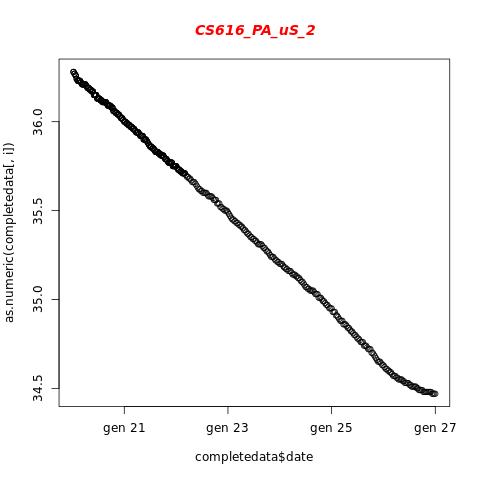 CS616_PA_uS_2
as.numeric(completedata[, i])
36.0
35.5
35.0
34.5
gen 21 gen 23 gen 25 gen 27
completedata$date